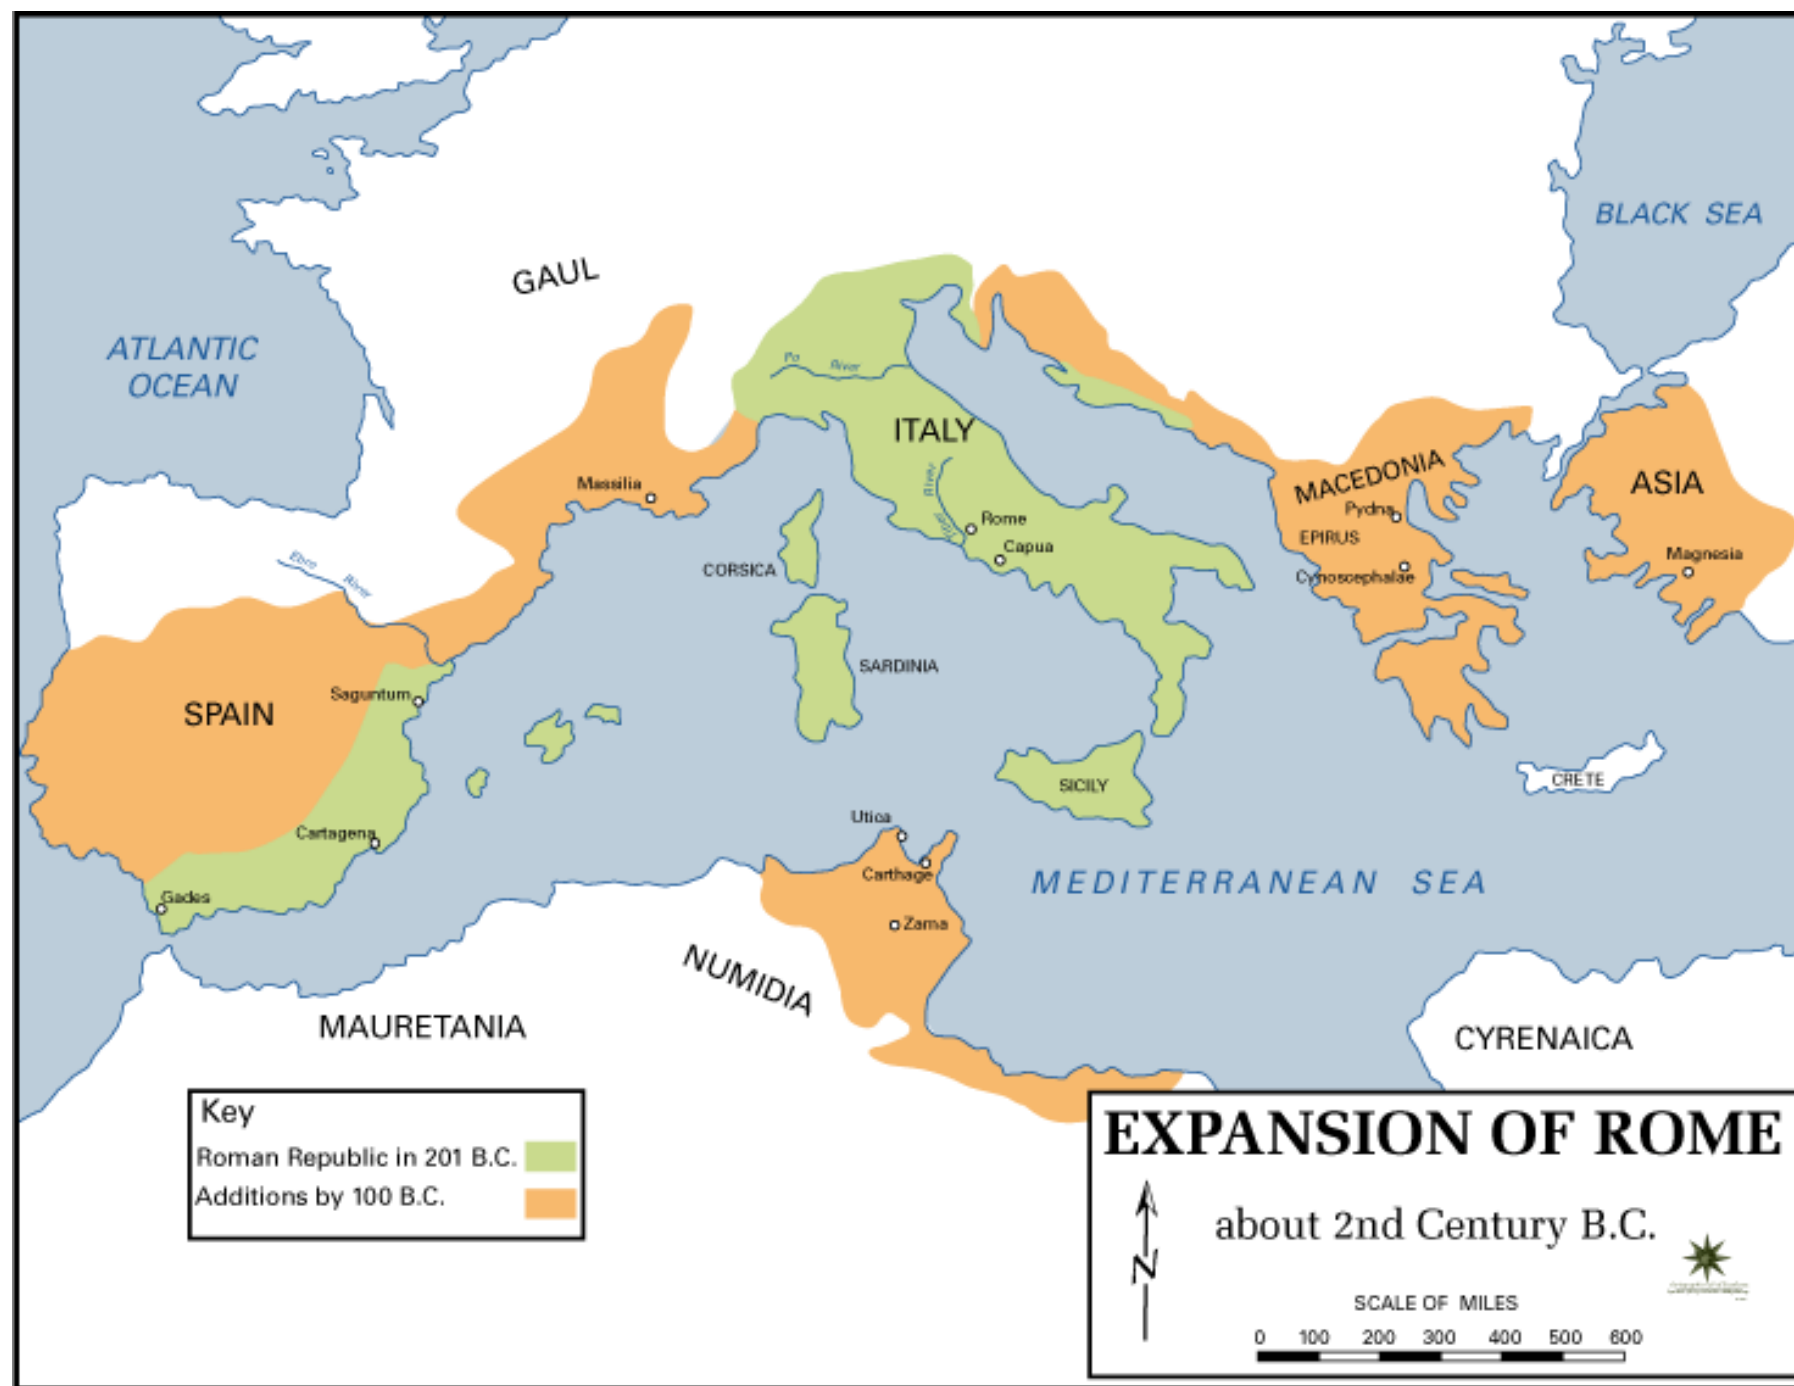 BLACK SEA
GAUL
ATLANTIC
OCEAN
Po River
ITALY
MACEDONIA
ASIA
Massilia
River
Pydna
Rome
EPIRUS
Capua
Magnesia
Ebro River
CORSICA
Cynoscephalae
SARDINIA
Saguntum
SPAIN
CRETE
SICILY
Utica
Cartagena
Carthage
MEDITERRANEAN SEA
Gades
Zama
NUMIDIA
MAURETANIA
CYRENAICA
Key
Roman Republic in 201 B.C.
Additions by 100 B.C.
EXPANSION OF ROME
about 2nd Century B.C.
N
SCALE OF MILES
0 100 200 300 400 500 600